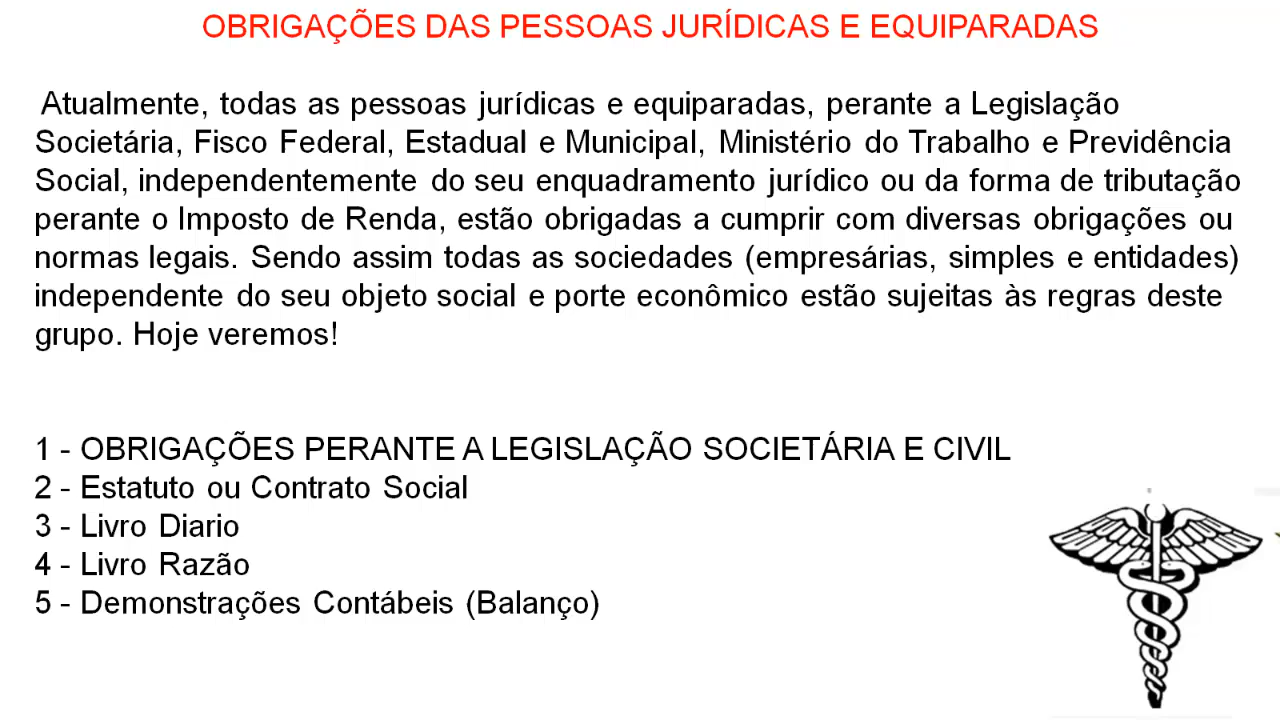 OBRIGAÇÕES DAS PESSOAS JURÍDICAS E EQUIPARADAS
Atualmente, todas as pessoas jurídicas e equiparadas, perante a Legislação
Societária, Fisco Federal, Estadual e Municipal, Ministério do Trabalho e Previdência
Social, independentemente do seu enquadramento jurídico ou da forma de tributação
perante o Imposto de Renda, estão obrigadas a cumprir com diversas obrigações ou
normas legais. Sendo assim todas as sociedades (empresárias, simples e entidades)
independente do seu objeto social e porte econômico estão sujeitas às regras deste
grupo. Hoje veremos!
1 - OBRIGAÇÕES PERANTE A LEGISLAÇÃO SOCIETÁRIA E CIVIL
2 - Estatuto ou Contrato Social
3 - Livro Diario
4 - Livro Razão
5 - Demonstrações Contábeis (Balanço)